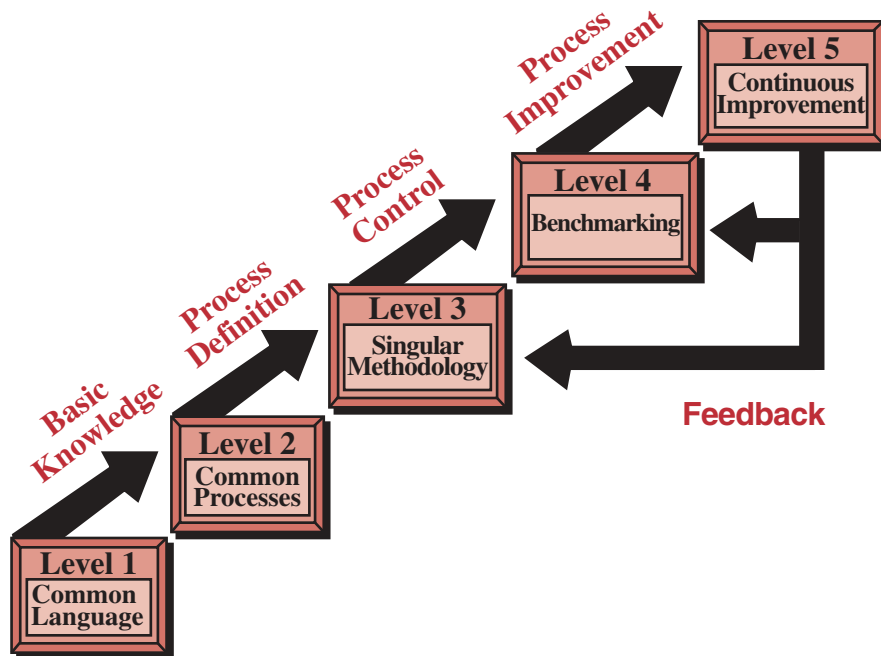 Level 5
Continuous
Improvement
Process
Improvement
Level 4
Benchmarking
Process
Control
Level 3
Singular
Methodology
Process
Definition
Feedback
Basic
Knowledge
Level 2
Common
Processes
Level 1
Common
Language